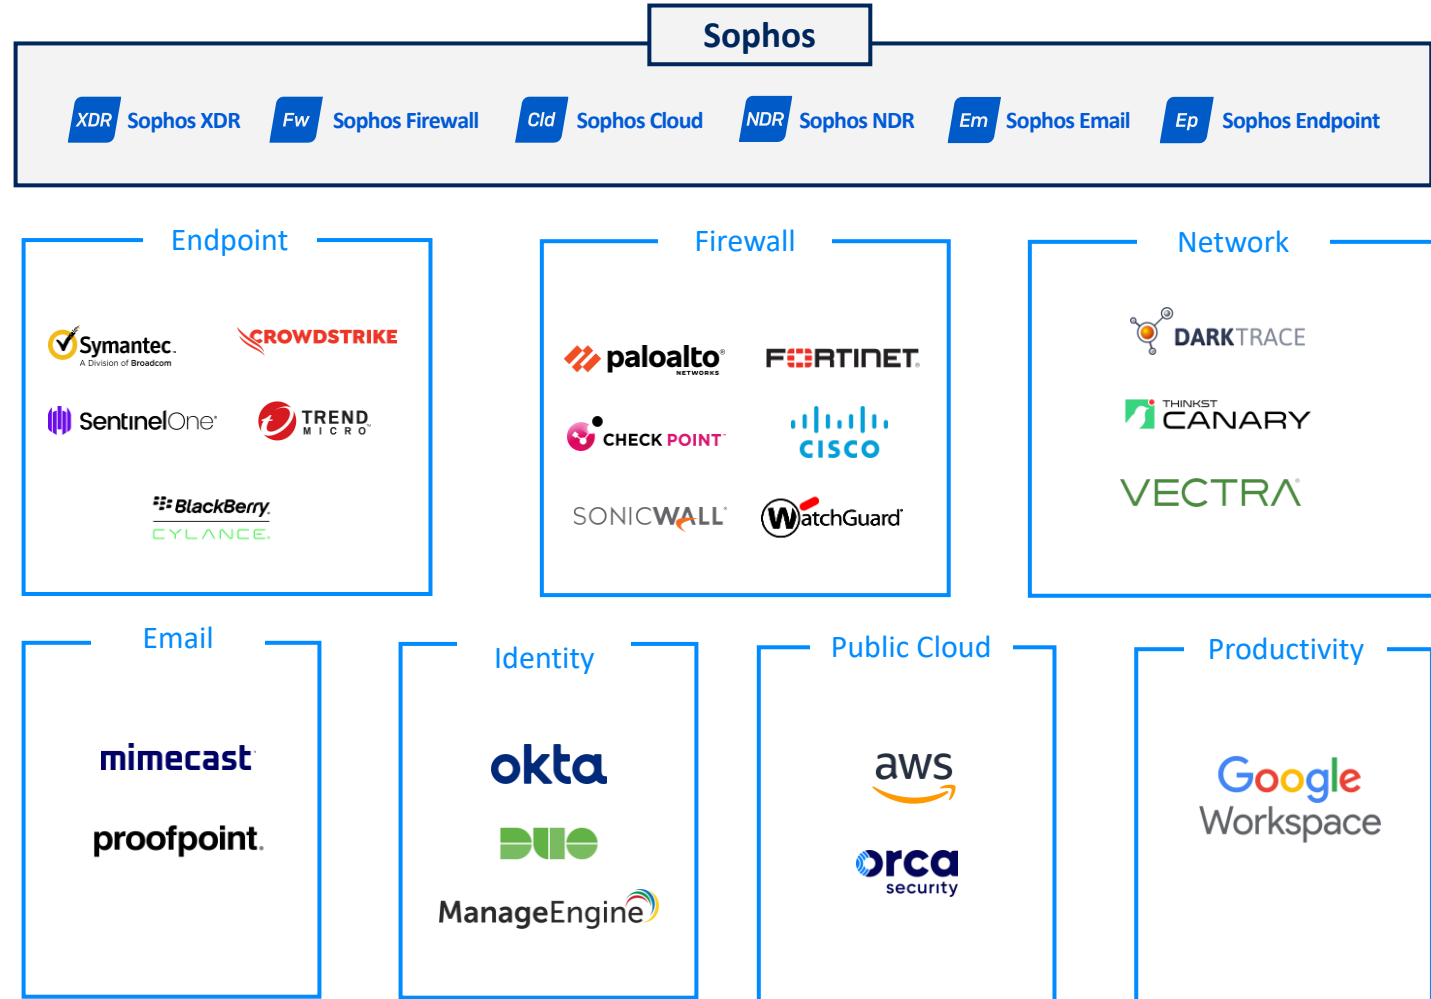 Sophos
XDR Sophos XDR Fw Sophos Firewall Cld Sophos Cloud NDR Sophos NDR Em Sophos Email Ep Sophos Endpoint
Endpoint
Symantec.
A Division of Broadcom
CROWDSTRIKE
SentinelOne
TREND
MICRO
BlackBerry
CYLANCE
Firewall
paloalto
NETWORKS
FORTINET
CHECK POINT
CISCO
SONICWALL
WatchGuard
Network
DARKTRACE
THINKST
CANARY
VECTRA
Email
mimecast
proofpoint.
Identity
okta
DUO
ManageEngine
Public Cloud
aws
orca
security
Productivity
Google
Workspace